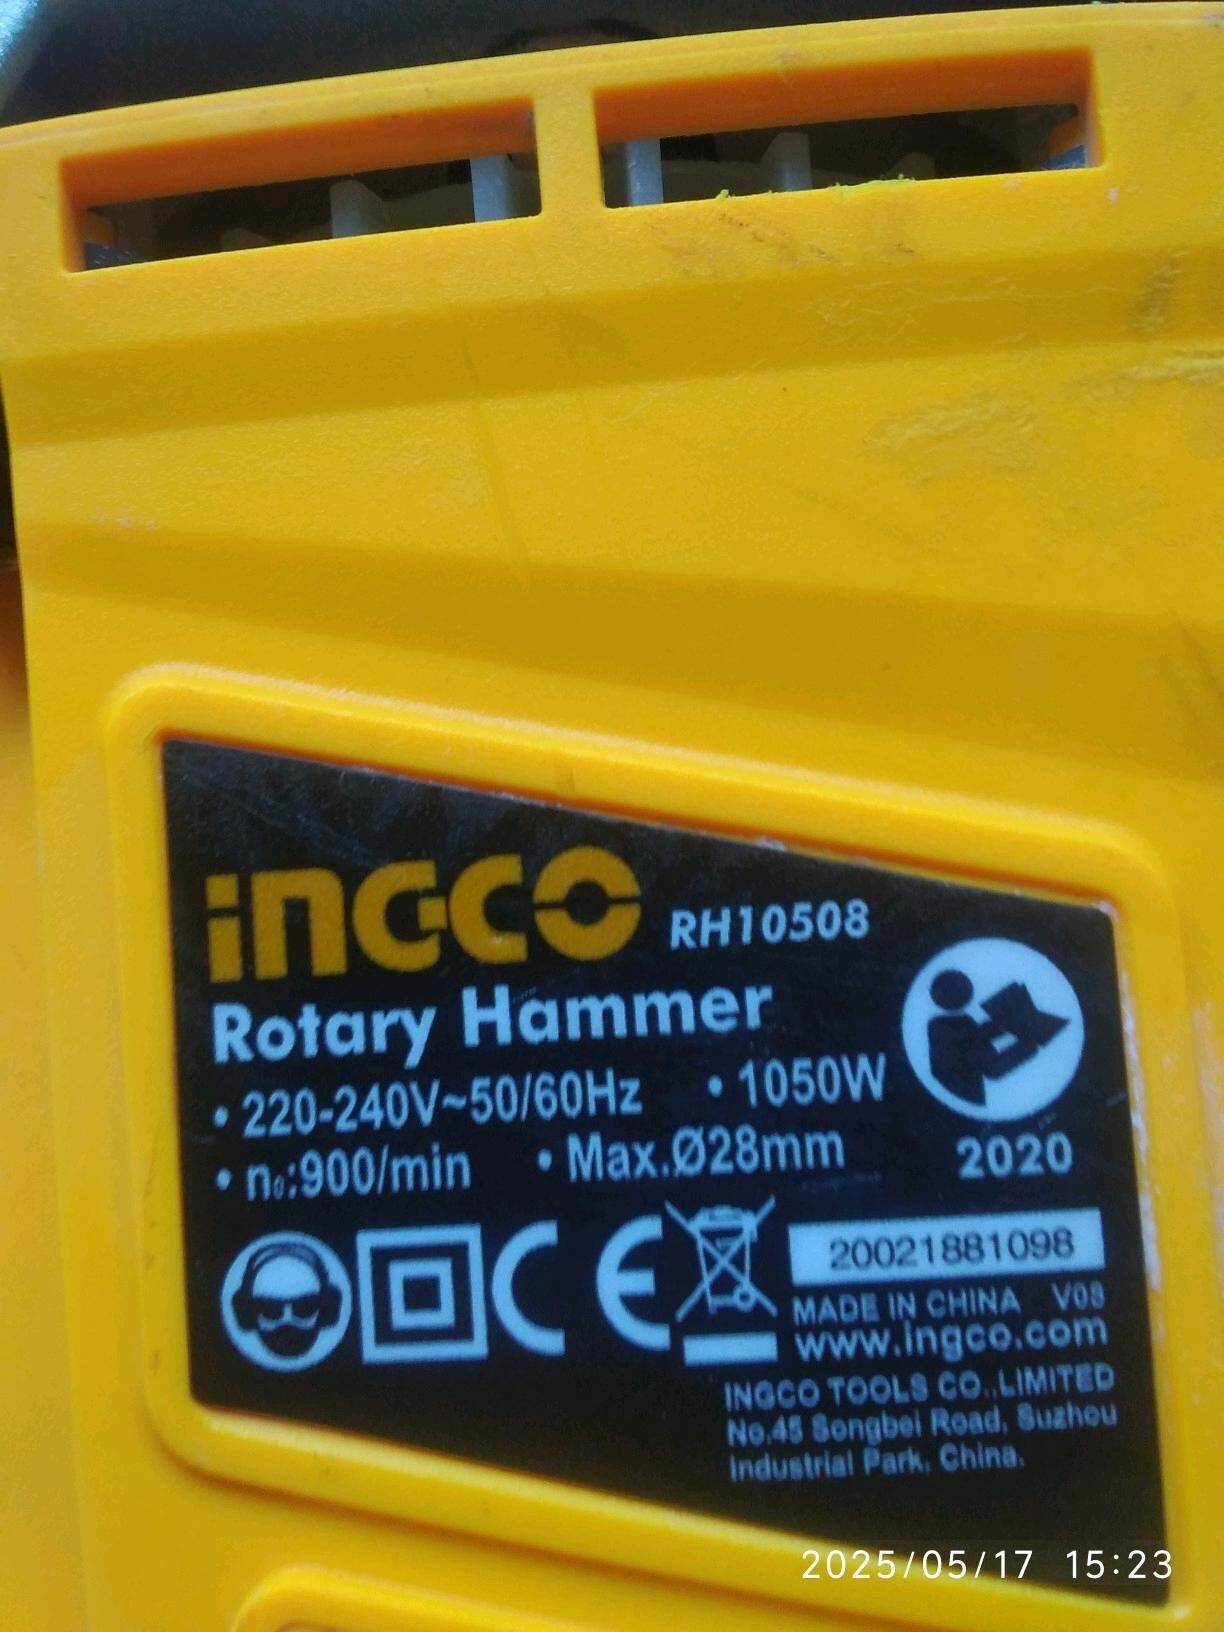 INGCO RH10508
Rotary Hammer
• 220-240V~50/60Hz • 1050W
• n₀:900/min • Max.Ø28mm
2020
CE
20021881098
MADE IN CHINA V08
www.ingco.com
INGCO TOOLS CO.,LIMITED
No.45 Songbei Road, Suzhou
Industrial Park, China.
2025/05/17 15:23